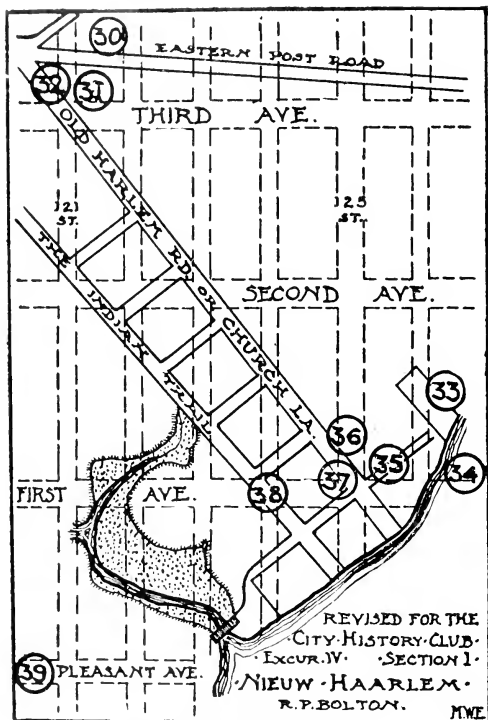 30
EASTERN POST ROAD
32
31
THIRD AVE.
OLD HARLEM RD. OR CHURCH LA.
121
ST.
125
ST.
THE INDIAN TRAIL
SECOND AVE.
33
36
35
34
37
38
FIRST AVE.
39
PLEASANT AVE.
REVISED FOR THE
CITY·HISTORY·CLUB·
·EXCUR.IV· ·SECTION 1·
·NIEUW·HAARLEM·
R.P.BOLTON.
M.W.E